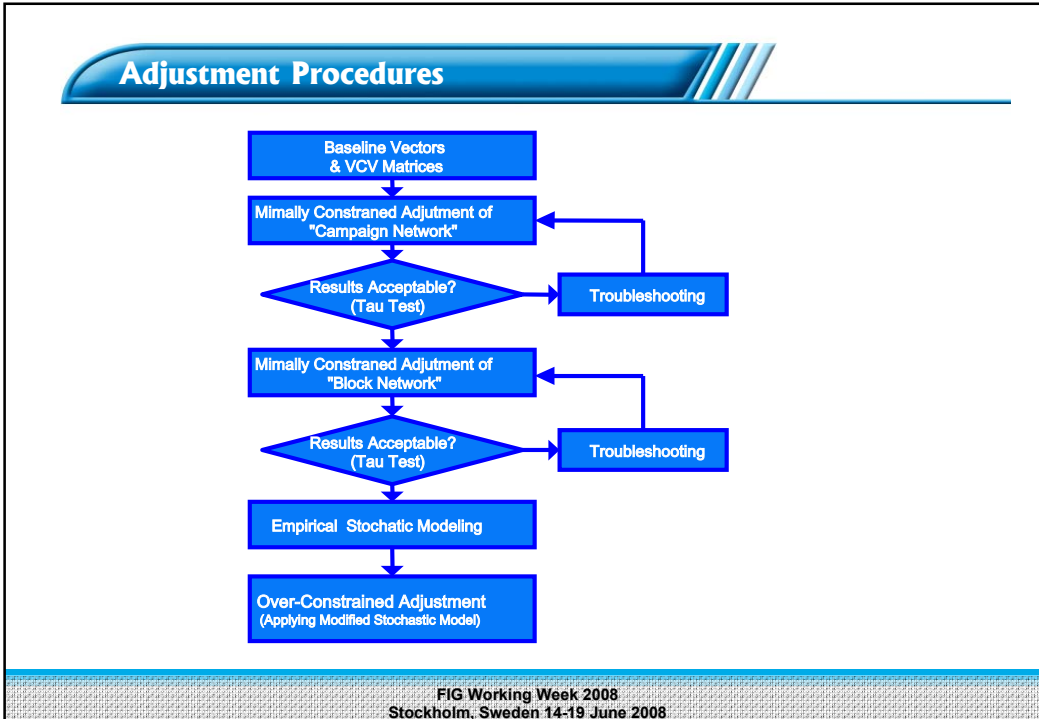 Adjustment Procedures
Baseline Vectors
& VCV Matrices
Mimally Constraned Adjutment of
"Campaign Network"
Results Acceptable?
(Tau Test)
Troubleshooting
Mimally Constraned Adjutment of
"Block Network"
Results Acceptable?
(Tau Test)
Troubleshooting
Empirical Stochatic Modeling
Over-Constrained Adjustment
(Applying Modified Stochastic Model)
FIG Working Week 2008
Stockholm, Sweden 14-19 June 2008